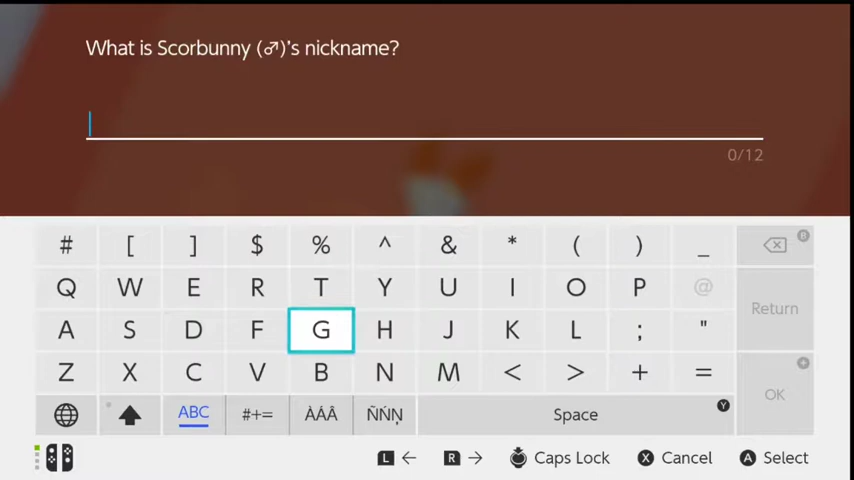 What is Scorbunny (♂)'s nickname?
0/12
# [ ] $ % ^ & * ( ) _
Q W E R T Y U I O P @ Return
A S D F G H J K L ; "
Z X C V B N M < > + = OK
ABC #+= ÀÁÂ ÑŃŅ Space Y
L ← R → Caps Lock X Cancel A Select